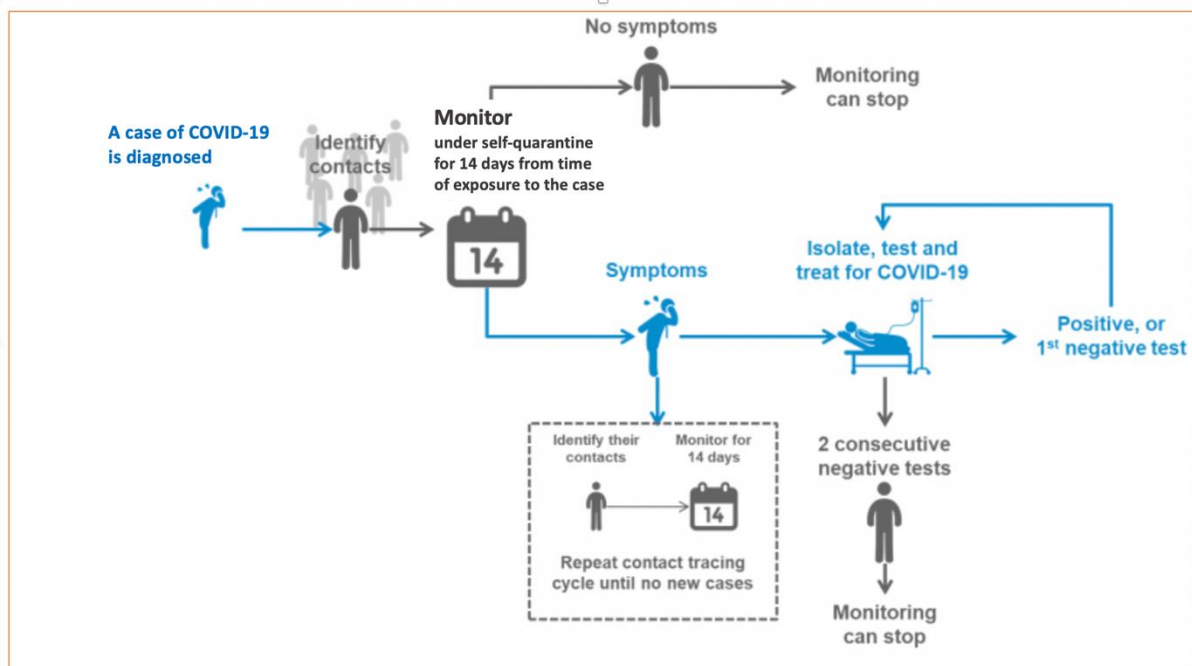 No symptoms
Monitoring
can stop
A case of COVID-19
is diagnosed
Identify
contacts
Monitor
under self-quarantine
for 14 days from time
of exposure to the case
14
Symptoms
Isolate, test and
treat for COVID-19
Positive, or
1st negative test
Identify their
contacts
Monitor for
14 days
14
Repeat contact tracing
cycle until no new cases
2 consecutive
negative tests
Monitoring
can stop